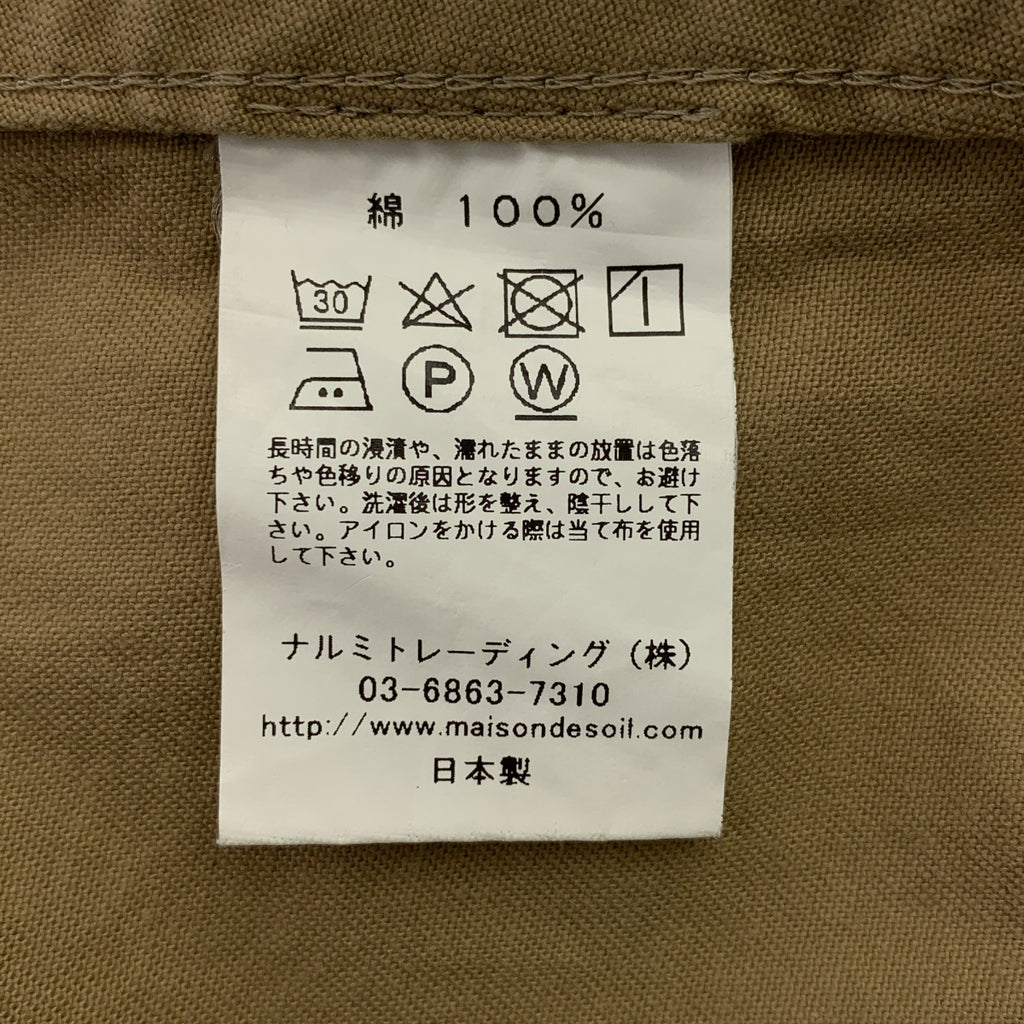 綿 100%
30
P W
長時間の浸漬や、濡れたままの放置は色落
ちや色移りの原因となりますので、お避け
下さい。洗濯後は形を整え、陰干しして下
さい。アイロンをかける際は当て布を使用
して下さい。
ナルミトレーディング(株)
03-6863-7310
http://www.maisondesoil.com
日本製